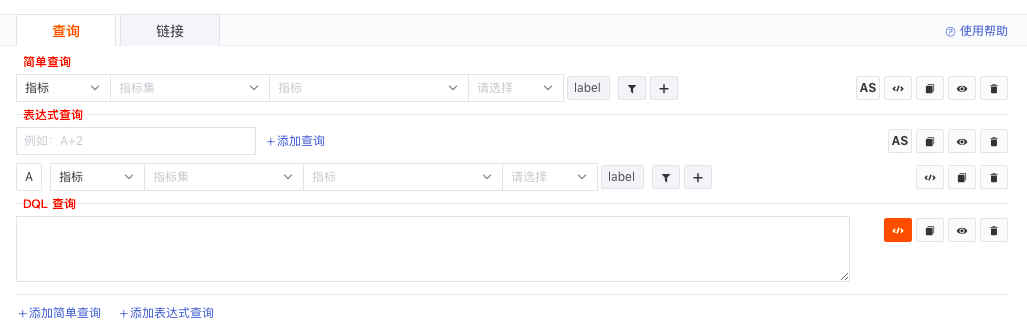 查询 链接 使用帮助
简单查询
指标 指标集 指标 请选择 label AS
表达式查询
例如：A+2 +添加查询 AS
A 指标 指标集 指标 请选择 label
DQL 查询
+添加简单查询 +添加表达式查询